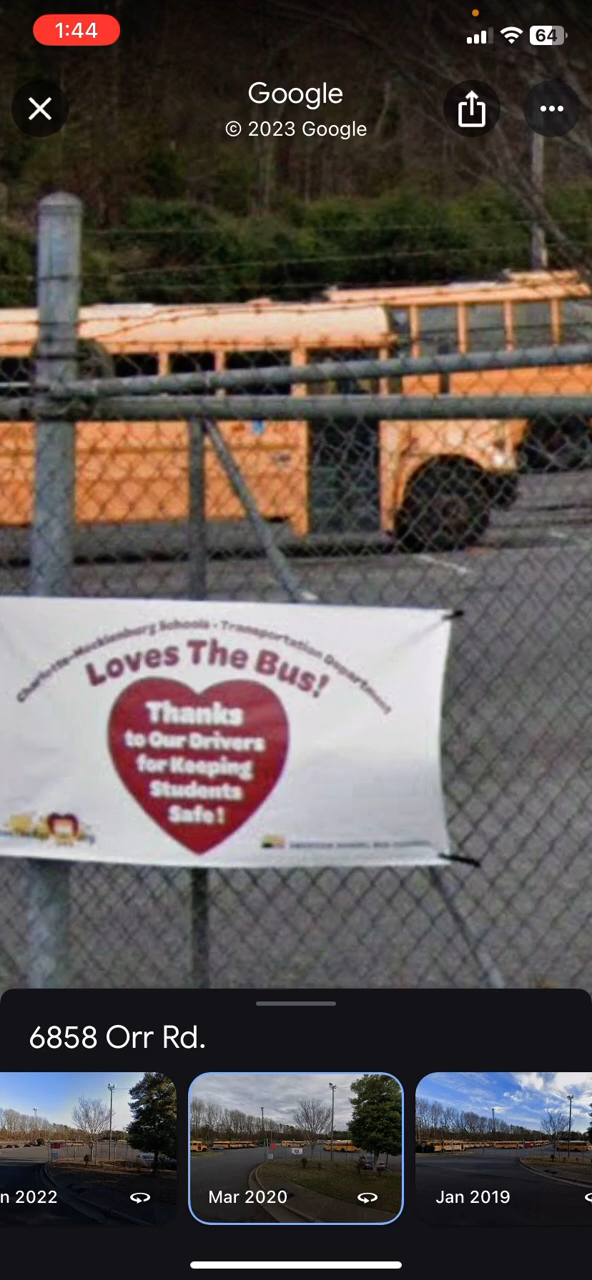 1:44
64
Google
© 2023 Google
Charlotte-Mecklenburg Schools - Transportation Department
Loves The Bus!
Thanks
to Our Drivers
for Keeping
Students
Safe!
6858 Orr Rd.
n 2022
Mar 2020
Jan 2019